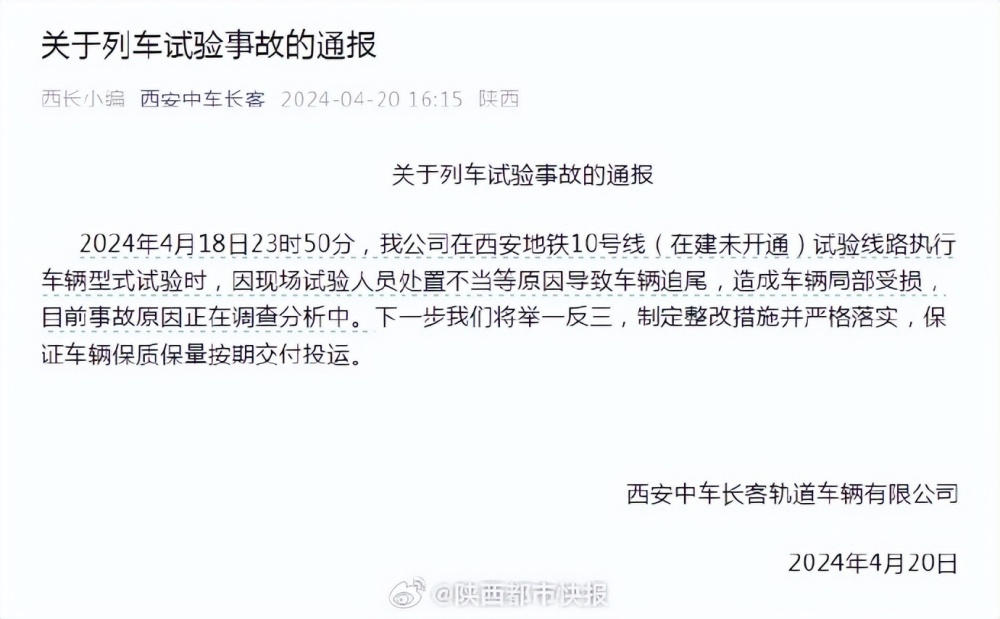 关于列车试验事故的通报
西长小编 西安中车长客 2024-04-20 16:15 陕西
关于列车试验事故的通报
2024年4月18日23时50分，我公司在西安地铁10号线（在建未开通）试验线路执行
车辆型式试验时，因现场试验人员处置不当等原因导致车辆追尾，造成车辆局部受损，
目前事故原因正在调查分析中。下一步我们将举一反三，制定整改措施并严格落实，保
证车辆保质保量按期交付投运。
西安中车长客轨道车辆有限公司
2024年4月20日
@陕西都市快报